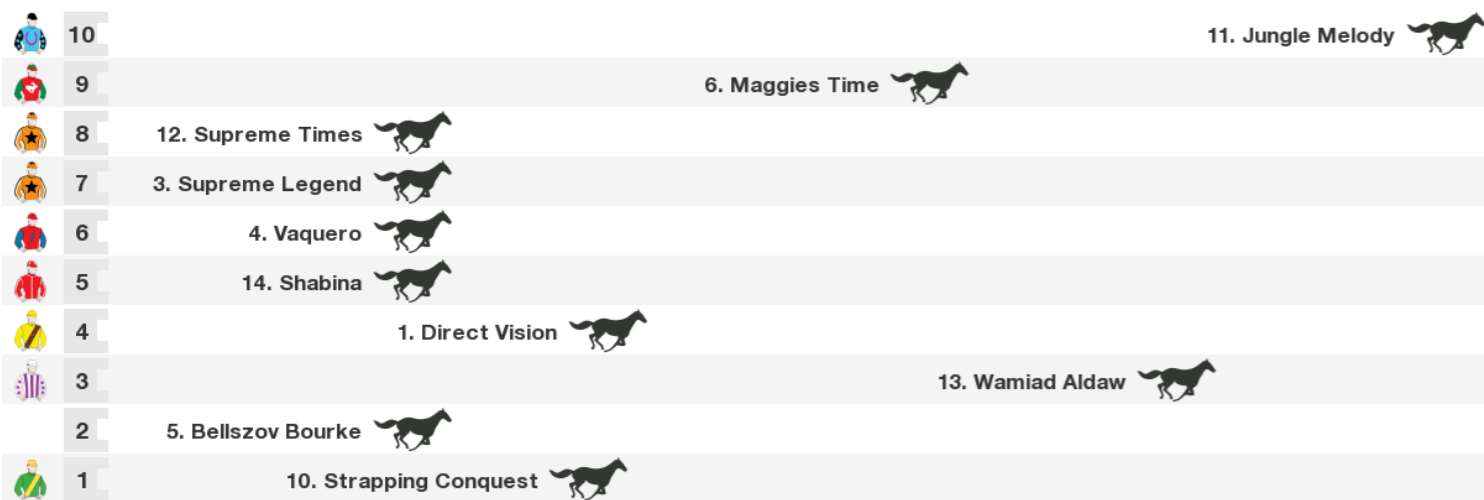 10 11. Jungle Melody
9 6. Maggies Time
8 12. Supreme Times
7 3. Supreme Legend
6 4. Vaquero
5 14. Shabina
4 1. Direct Vision
3 13. Wamiad Aldaw
2 5. Bellszov Bourke
1 10. Strapping Conquest